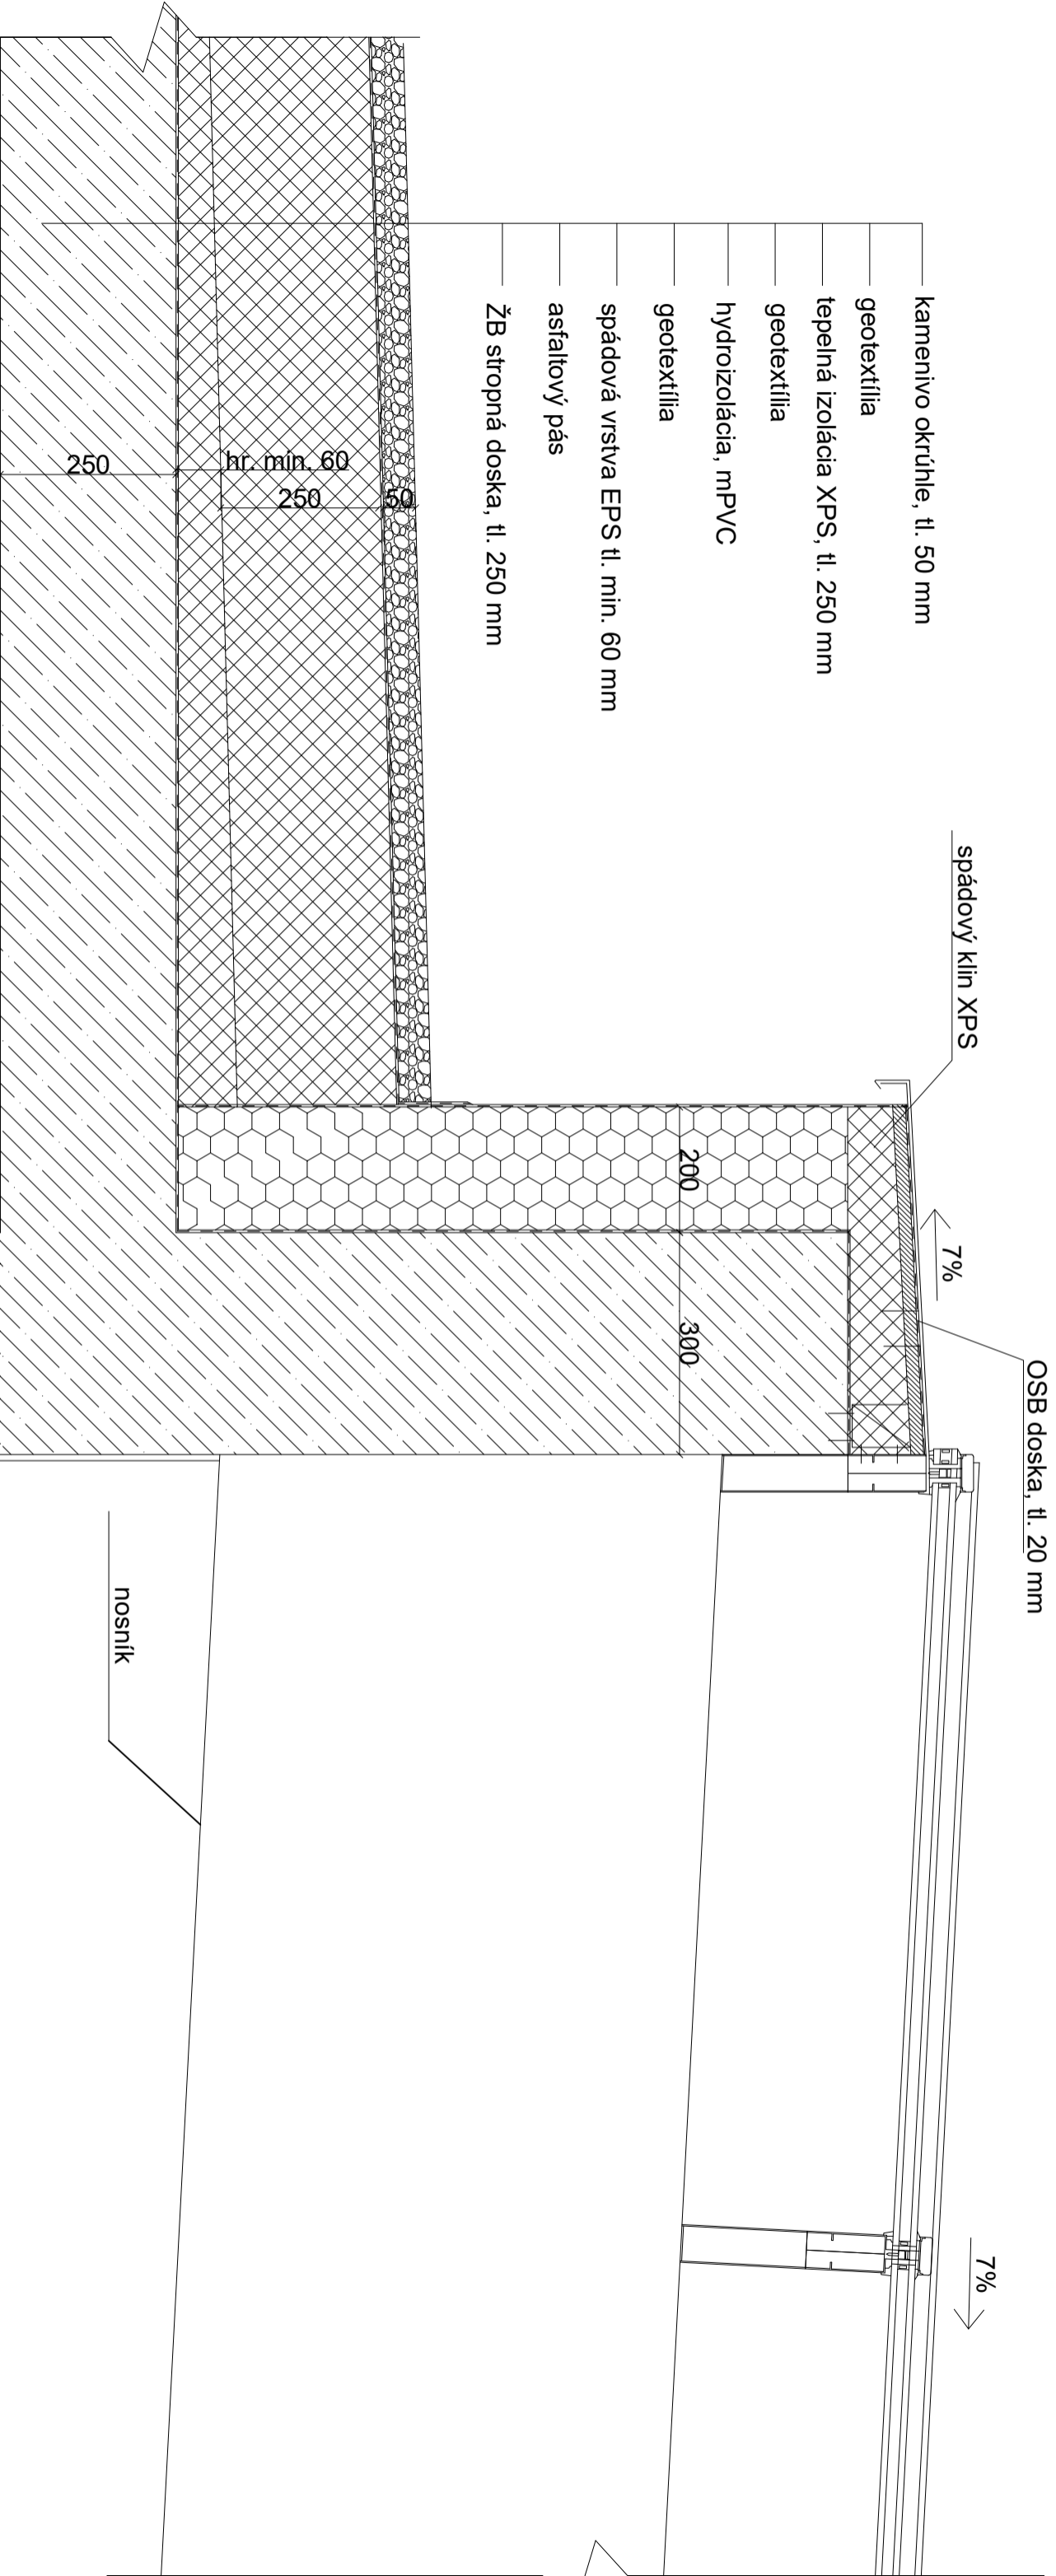 kamenivo okrúhle, tl. 50 mm
geotextília
tepelná izolácia XPS, tl. 250 mm
geotextília
hydroizolácia, mPVC
geotextília
spádová vrstva EPS tl. min. 60 mm
asfaltový pás
ŽB stropná doska, tl. 250 mm
spádový klin XPS
7%
OSB doska, tl. 20 mm
7%
200
300
50
250
hr. min. 60
250
nosník